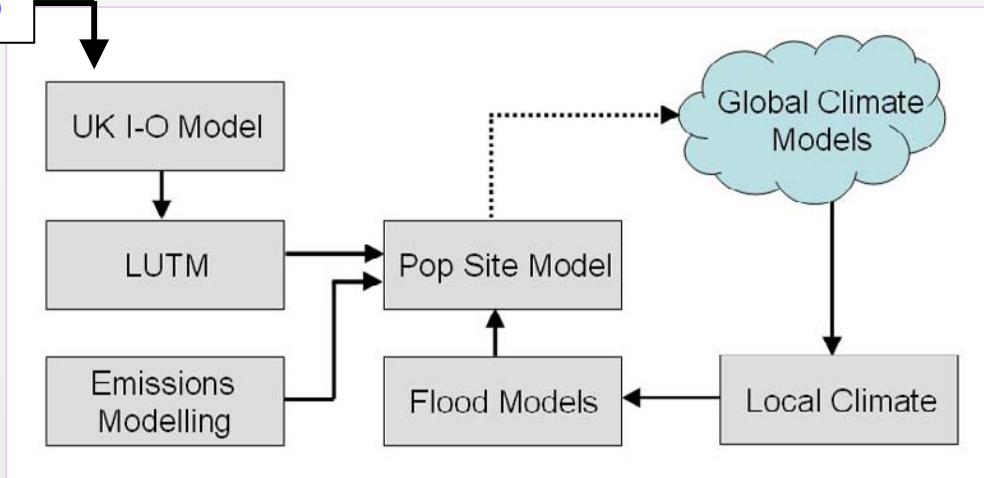 UK I-O Model
Global Climate
Models
LUTM
Pop Site Model
Emissions
Modelling
Flood Models
Local Climate